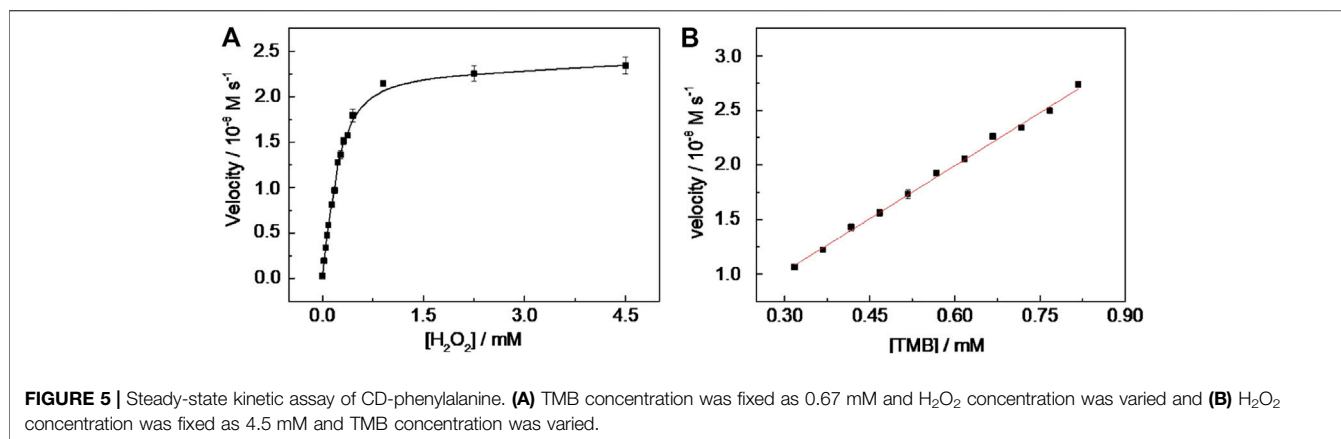 A
Velocity / 10⁻⁸ M s⁻¹
2.5
2.0
1.5
1.0
0.5
0.0
0.0 1.5 3.0 4.5
[H₂O₂] / mM
B
velocity / 10⁻⁸ M s⁻¹
3.0
2.5
2.0
1.5
1.0
0.30 0.45 0.60 0.75 0.90
[TMB] / mM
FIGURE 5 | Steady-state kinetic assay of CD-phenylalanine. (A) TMB concentration was fixed as 0.67 mM and H₂O₂ concentration was varied and (B) H₂O₂
concentration was fixed as 4.5 mM and TMB concentration was varied.